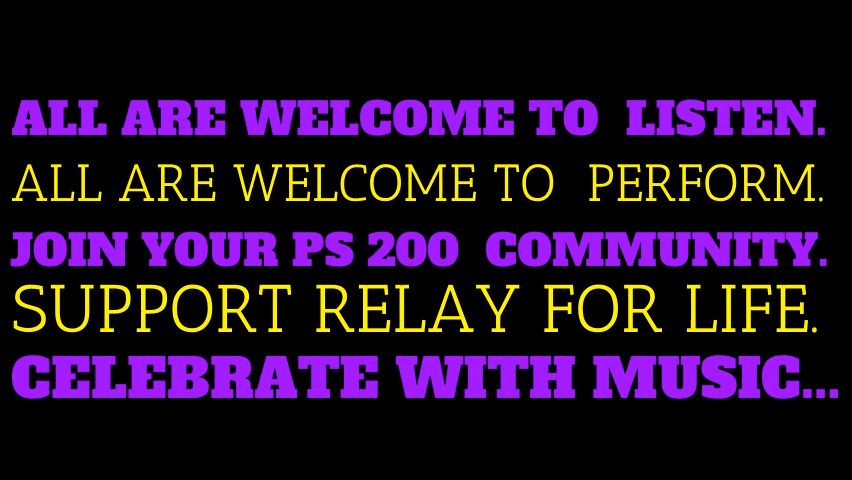 ALL ARE WELCOME TO LISTEN.
ALL ARE WELCOME TO PERFORM.
JOIN YOUR PS 200 COMMUNITY.
SUPPORT RELAY FOR LIFE.
CELEBRATE WITH MUSIC...